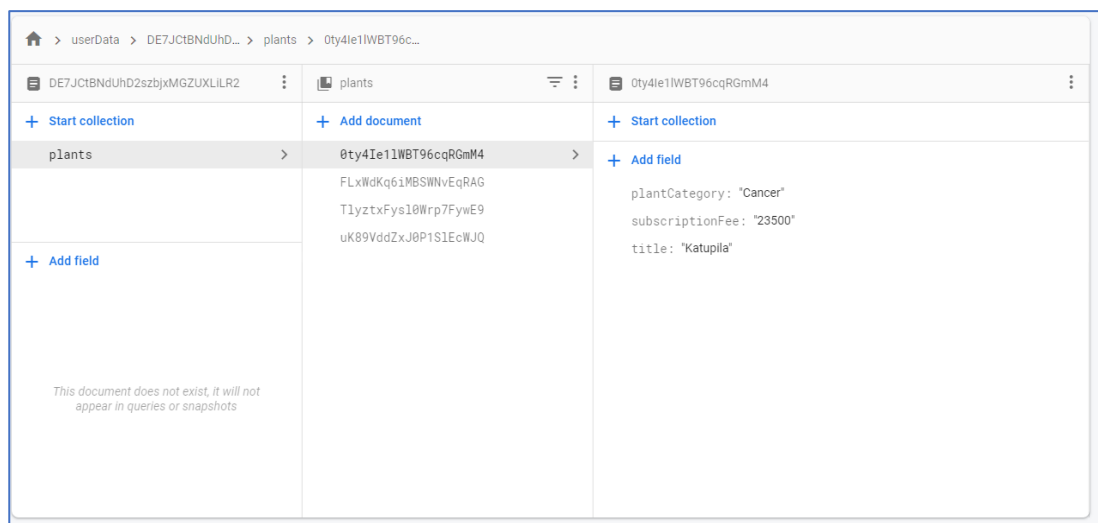 userData > DE7JCtBNdUhD... > plants > 0ty4Ie1lWBT96c...
DE7JCtBNdUhD2szbjxMGZUXLiLR2
Start collection
plants
Add field
This document does not exist, it will not
appear in queries or snapshots
plants
Add document
0ty4Ie1lWBT96cqRGmM4
FLxWdKq6iMBSWNvEqRAG
TlyztxFysl0Wrp7FywE9
uK89VddZxJ0P1SlEcWJQ
0ty4Ie1lWBT96cqRGmM4
Start collection
Add field
plantCategory: "Cancer"
subscriptionFee: "23500"
title: "Katupila"